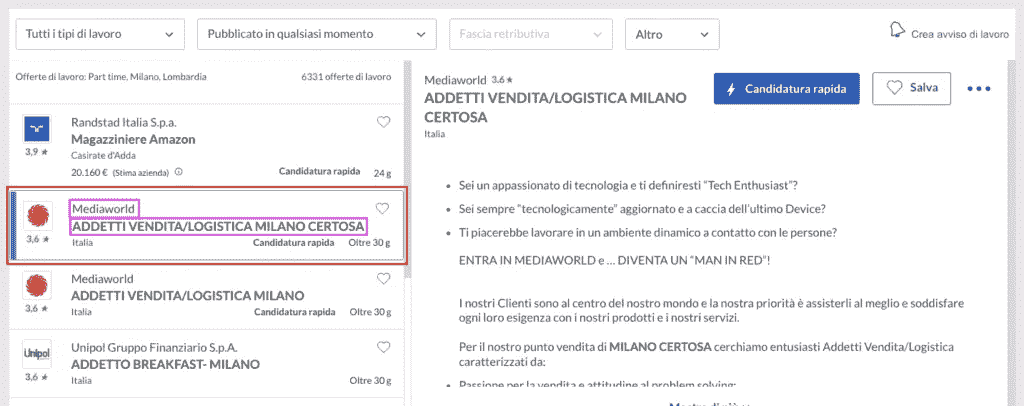 Tutti i tipi di lavoro
Pubblicato in qualsiasi momento
Fascia retributiva
Altro
Crea avviso di lavoro
Offerte di lavoro: Part time, Milano, Lombardia
6331 offerte di lavoro
Randstad Italia S.p.a.
Magazziniere Amazon
Casirate d'Adda
3,9 ★
20.160 € (Stima azienda)
Candidatura rapida
24 g
Mediaworld
ADDETTI VENDITA/LOGISTICA MILANO CERTOSA
3,6 ★
Italia
Candidatura rapida
Oltre 30 g
Mediaworld
ADDETTI VENDITA/LOGISTICA MILANO
3,6 ★
Italia
Candidatura rapida
Oltre 30 g
Unipol
Unipol Gruppo Finanziario S.p.A.
ADDETTO BREAKFAST- MILANO
3,6 ★
Italia
Oltre 30 g
Mediaworld 3.6 ★
ADDETTI VENDITA/LOGISTICA MILANO
CERTOSA
Italia
Candidatura rapida
Salva
• Sei un appassionato di tecnologia e ti definiresti "Tech Enthusiast"?
• Sei sempre "tecnologicamente" aggiornato e a caccia dell'ultimo Device?
• Ti piacerebbe lavorare in un ambiente dinamico a contatto con le persone?
ENTRA IN MEDIAWORLD e ... DIVENTA UN "MAN IN RED"!
I nostri Clienti sono al centro del nostro mondo e la nostra priorità è assisterli al meglio e soddisfare
ogni loro esigenza con i nostri prodotti e i nostri servizi.
Per il nostro punto vendita di MILANO CERTOSA cerchiamo entusiasti Addetti Vendita/Logistica
caratterizzati da:
• Passione per la vendita e attitudine al problem solving;